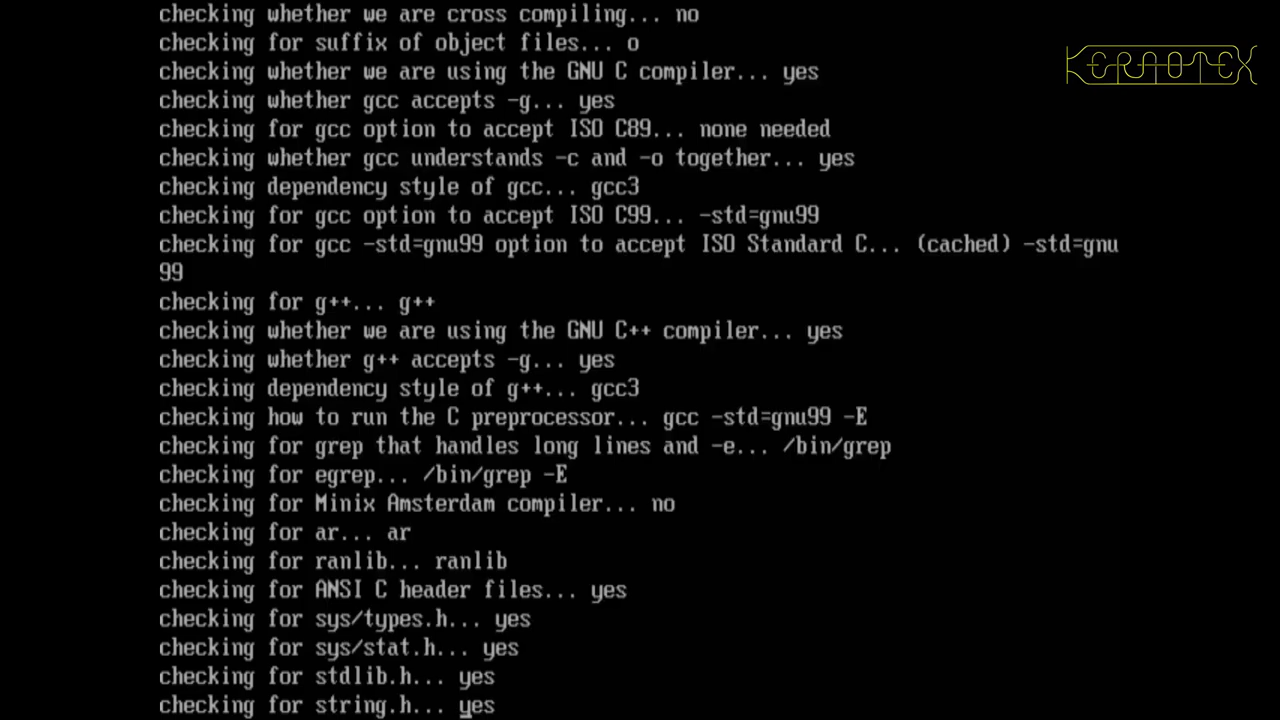 checking whether we are cross compiling... no
checking for suffix of object files... o
KERNOTEX
checking whether we are using the GNU C compiler... yes
checking whether gcc accepts -g... yes
checking for gcc option to accept ISO C89... none needed
checking whether gcc understands -c and -o together... yes
checking dependency style of gcc... gcc3
checking for gcc option to accept ISO C99... -std=gnu99
checking for gcc -std=gnu99 option to accept ISO Standard C... (cached) -std=gnu
99
checking for g++... g++
checking whether we are using the GNU C++ compiler... yes
checking whether g++ accepts -g... yes
checking dependency style of g++... gcc3
checking how to run the C preprocessor... gcc -std=gnu99 -E
checking for grep that handles long lines and -e... /bin/grep
checking for egrep... /bin/grep -E
checking for Minix Amsterdam compiler... no
checking for ar... ar
checking for ranlib... ranlib
checking for ANSI C header files... yes
checking for sys/types.h... yes
checking for sys/stat.h... yes
checking for stdlib.h... yes
checking for string.h... yes